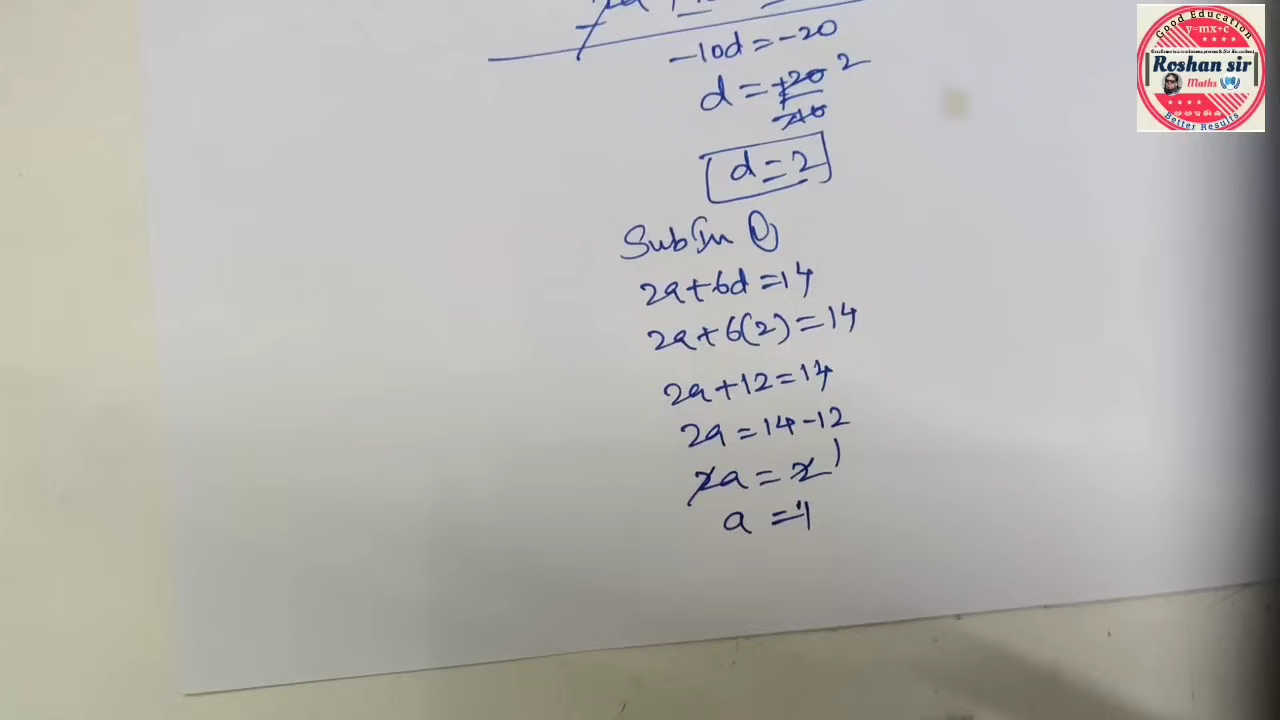 -10d = -20
d = +20 2
-10
d = 2
Sub in ①
2a + 6d = 14
2a + 6(2) = 14
2a + 12 = 14
2a = 14 - 12
2a = 2 1
a = 1
Good Education
y=mx+c
Roshan sir
Maths
Better Results